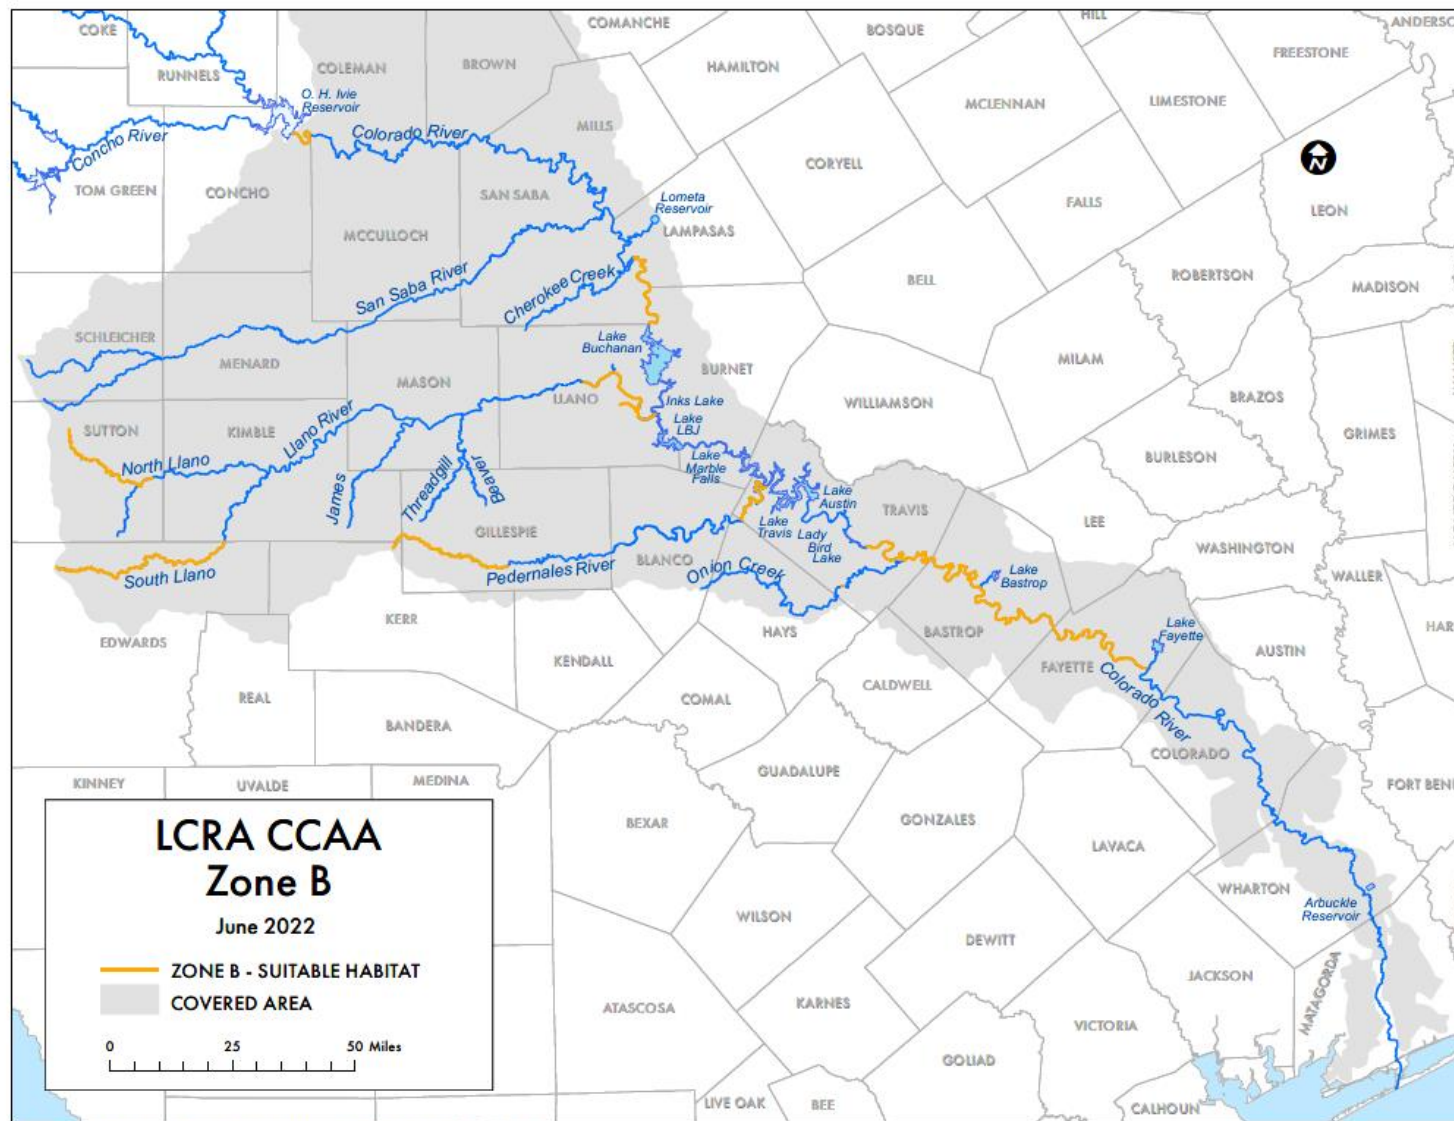 COKE
COMANCHE
BOSQUE
HILL
ANDERS
RUNNELS
COLEMAN
BROWN
HAMILTON
FREESTONE
MCLENNAN
LIMESTONE
O. H. Ivie
Reservoir
Concho River
Colorado River
MILLS
CORYELL
N
TOM GREEN
CONCHO
SAN SABA
Lometa
Reservoir
FALLS
LEON
MCCULLOCH
LAMPASAS
San Saba River
Cherokee Creek
BELL
ROBERTSON
MADISON
SCHLEICHER
MENARD
Lake
Buchanan
BURNET
MILAM
MASON
LLANO
Inks Lake
WILLIAMSON
BRAZOS
SUTTON
KIMBLE
Llano River
Lake
LBJ
GRIMES
North Llano
Lake
Marble
Falls
BURLESON
James
Threadgill
Beaver
Lake
Austin
TRAVIS
LEE
GILLESPIE
Lake
Travis
Lady
Bird
Lake
WASHINGTON
South Llano
Pedernales River
BLANCO
Onion Creek
Lake
Bastrop
WALLER
EDWARDS
KERR
HAYS
BASTROP
Lake
Fayette
HAR
KENDALL
FAYETTE
AUSTIN
REAL
COMAL
CALDWELL
Colorado River
BANDERA
COLORADO
KINNEY
UVALDE
MEDINA
GUADALUPE
FORT BEN
BEXAR
GONZALES
LAVACA
WHARTON
Arbuckle
Reservoir
WILSON
DEWITT
JACKSON
MATAGORDA
ATASCOSA
KARNES
VICTORIA
GOLIAD
LIVE OAK
BEE
CALHOUN
LCRA CCAA
Zone B
June 2022
ZONE B - SUITABLE HABITAT
COVERED AREA
0 25 50 Miles